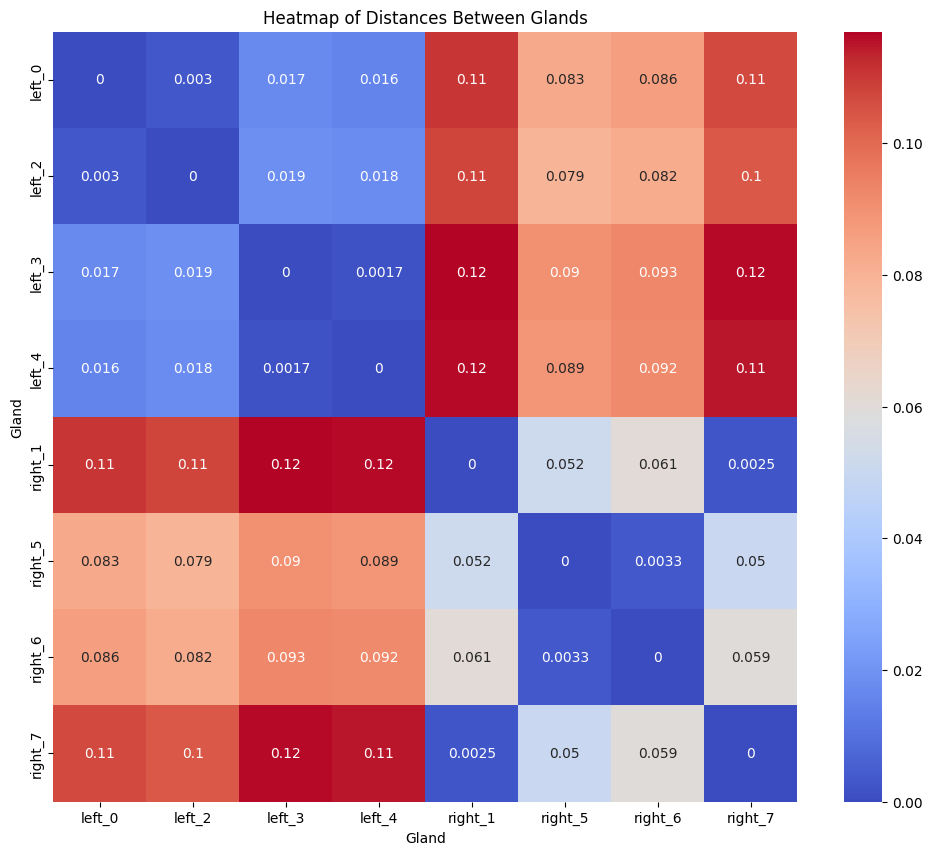 Heatmap of Distances Between Glands
left_0 0 0.003 0.017 0.016 0.11 0.083 0.086 0.11
left_2 0.003 0 0.019 0.018 0.11 0.079 0.082 0.1
left_3 0.017 0.019 0 0.0017 0.12 0.09 0.093 0.12
left_4 0.016 0.018 0.0017 0 0.12 0.089 0.092 0.11
right_1 0.11 0.11 0.12 0.12 0 0.052 0.061 0.0025
right_5 0.083 0.079 0.09 0.089 0.052 0 0.0033 0.05
right_6 0.086 0.082 0.093 0.092 0.061 0.0033 0 0.059
right_7 0.11 0.1 0.12 0.11 0.0025 0.05 0.059 0
Gland
left_0 left_2 left_3 left_4 right_1 right_5 right_6 right_7
Gland
0.10
0.08
0.06
0.04
0.02
0.00